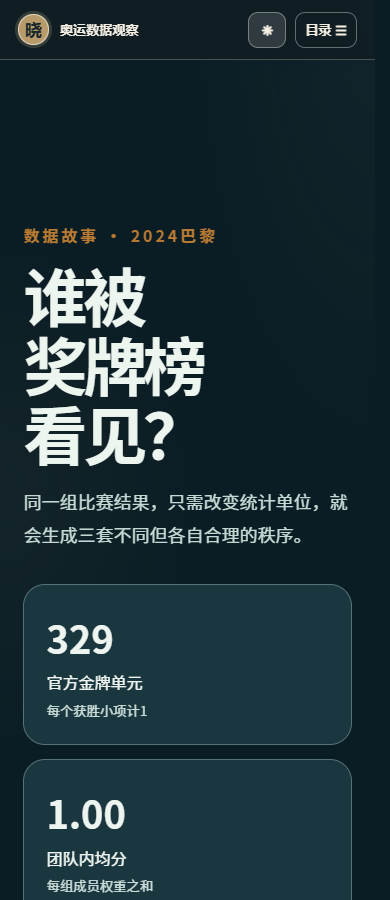 晓 奥运数据观察
目录
数据故事 · 2024巴黎
谁被
奖牌榜
看见？
同一组比赛结果，只需改变统计单位，就
会生成三套不同但各自合理的秩序。
329
官方金牌单元
每个获胜小项计1
1.00
团队内均分
每组成员权重之和